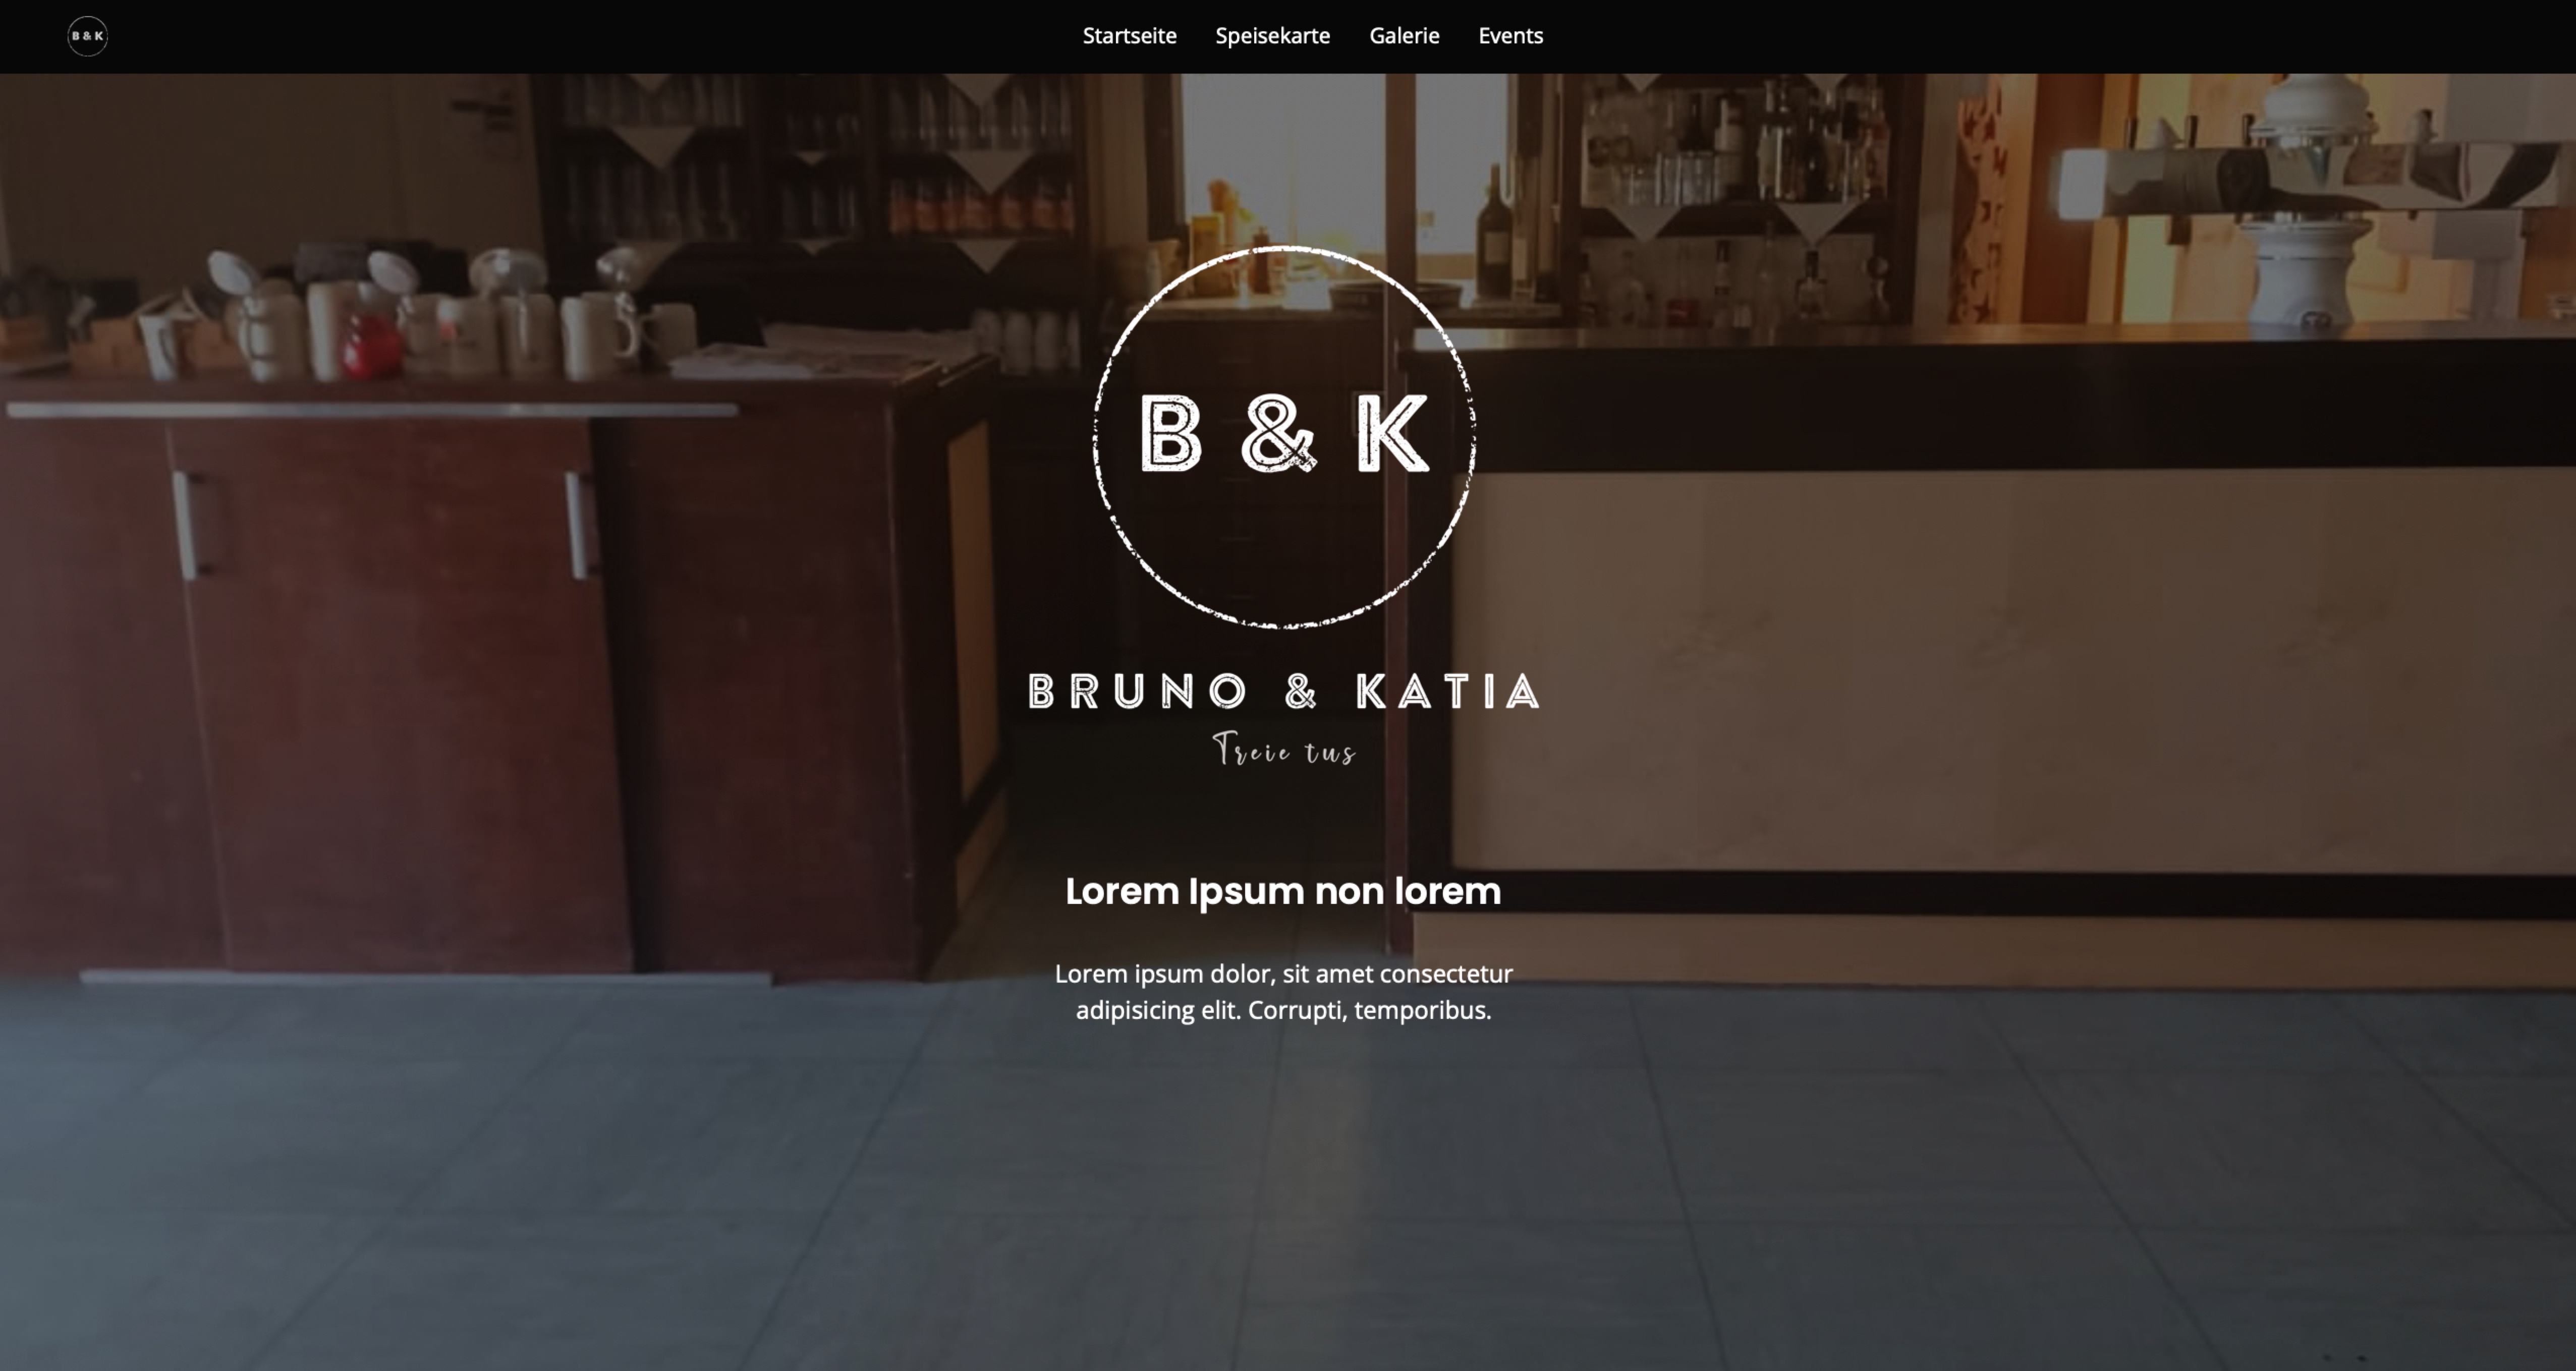 B & K
Startseite Speisekarte Galerie Events
B & K
BRUNO & KATIA
Treie tus
Lorem Ipsum non lorem
Lorem ipsum dolor, sit amet consectetur
adipisicing elit. Corrupti, temporibus.